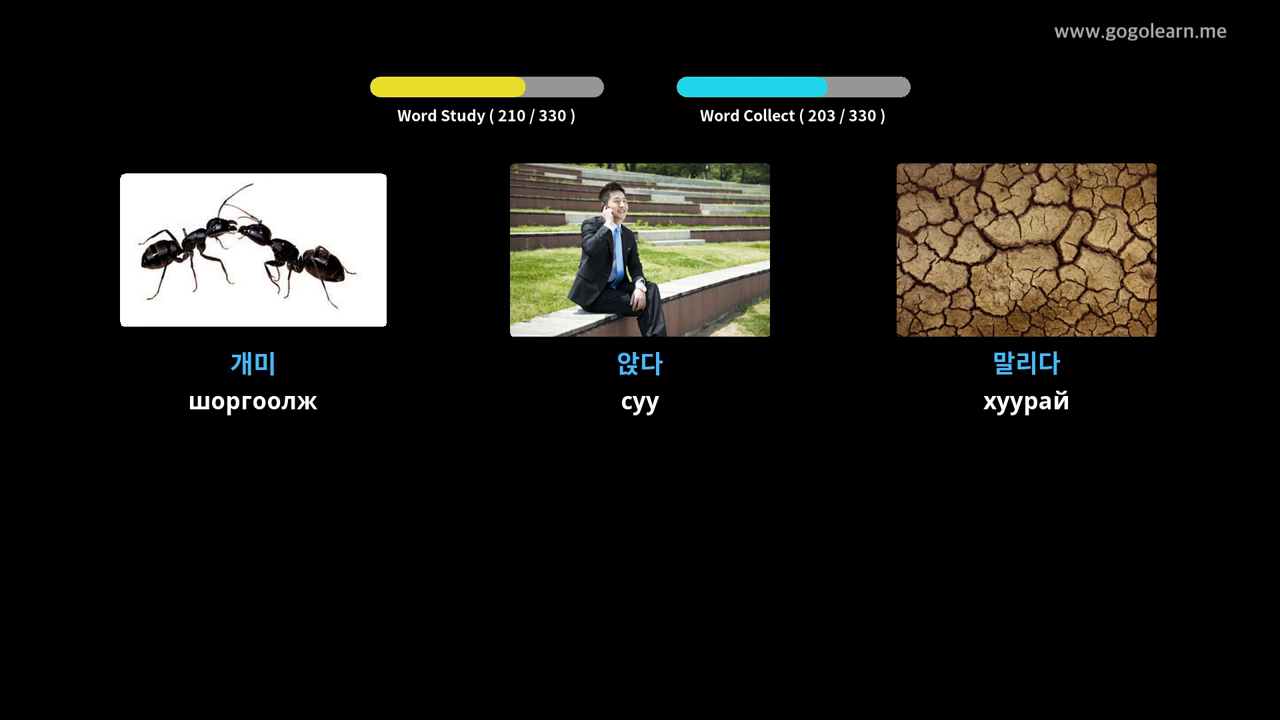 www.gogolearn.me
Word Study ( 210 / 330 )
Word Collect ( 203 / 330 )
개미
앉다
말리다
шоргоолж
суу
хуурай